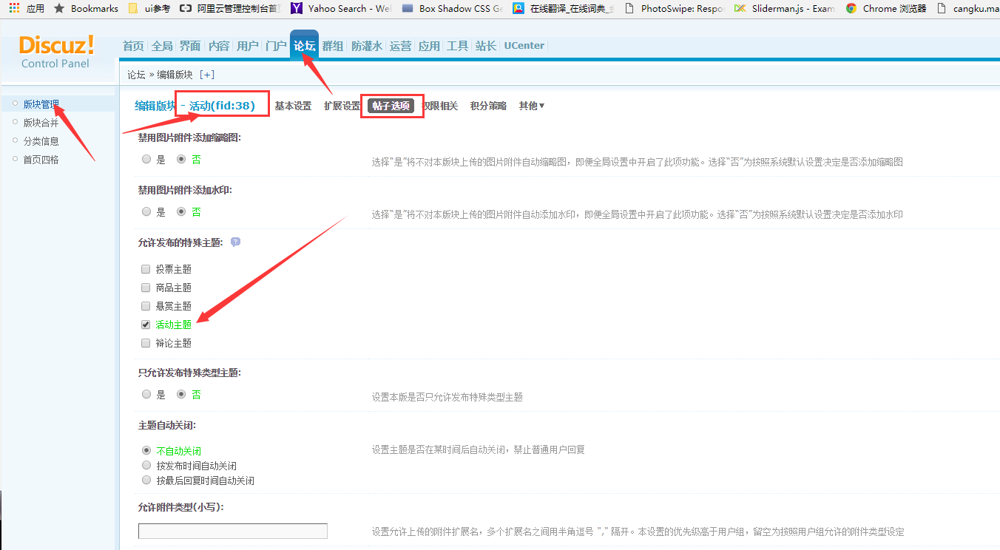 应用 Bookmarks ui参考 阿里云管理控制台首 Yahoo Search - We Box Shadow CSS Ge 在线翻译_在线词典_ PhotoSwipe: Respo Sliderman.js - Exam Chrome 浏览器 cangku.ma
Discuz!
Control Panel
首页 全局 界面 内容 用户 门户 论坛 群组 防灌水 运营 应用 工具 站长 UCenter
论坛 » 编辑版块 [+]
版块管理
版块合并
分类信息
首页四格
编辑版块 - 活动(fid:38) 基本设置 扩展设置 帖子选项 权限相关 积分策略 其他▼
禁用图片附件添加缩略图:
是 否 选择“是”将不对本版块上传的图片附件自动缩略图，即便全局设置中开启了此项功能。选择“否”为按照系统默认设置决定是否添加缩略图
禁用图片附件添加水印:
是 否 选择“是”将不对本版块上传的图片附件自动添加水印，即便全局设置中开启了此项功能。选择“否”为按照系统默认设置决定是否添加水印
允许发布的特殊主题: ?
投票主题
商品主题
悬赏主题
活动主题
辩论主题
只允许发布特殊类型主题:
是 否 设置本版是否只允许发布特殊类型主题
主题自动关闭:
不自动关闭 设置主题是否在某时间后自动关闭，禁止普通用户回复
按发布时间自动关闭
按最后回复时间自动关闭
允许附件类型(小写):
设置允许上传的附件扩展名，多个扩展名之间用半角逗号 "," 隔开。本设置的优先级高于用户组，留空为按照用户组允许的附件类型设定